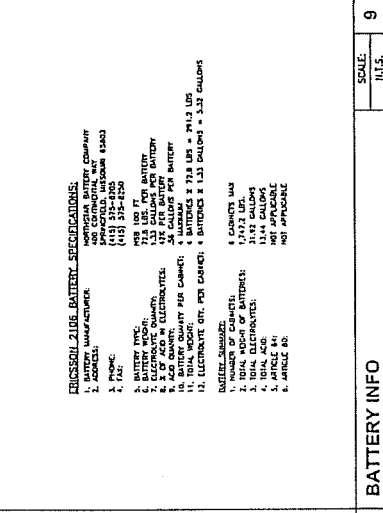 ERICSSON 2106 BATTERY SPECIFICATIONS:
1. BATTERY MANUFACTURER: NORTHSTAR BATTERY COMPANY
2. ADDRESS: 400 CONTINENTAL WAY
SPRINGFIELD, MISSOURI 65803
3. PHONE: (415) 575-8205
4. FAX: (415) 575-8250
5. BATTERY TYPE: NSB 100 FT
6. BATTERY WEIGHT: 72.8 LBS. PER BATTERY
7. ELECTROLYTE QUANTITY: 1.33 GALLONS PER BATTERY
8. % OF ACID IN ELECTROLYTES: 42% PER BATTERY
9. ACID QUANTITY: .56 GALLONS PER BATTERY
10. BATTERY QUANTITY PER CABINET: 4 MAXIMUM
11. TOTAL WEIGHT: 4 BATTERIES X 72.8 LBS = 291.2 LBS
12. ELECTROLYTE QTY. PER CABINET: 4 BATTERIES X 1.33 GALLONS = 5.32 GALLONS
BATTERY SUMMARY:
1. NUMBER OF CABINETS: 6 CABINETS MAX
2. TOTAL WEIGHT OF BATTERIES: 1,747.2 LBS.
3. TOTAL ELECTROLYTES: 31.92 GALLONS
4. TOTAL ACID: 13.44 GALLONS
5. ARTICLE 64: NOT APPLICABLE
6. ARTICLE 80: NOT APPLICABLE
BATTERY INFO
SCALE:
N.T.S.
9